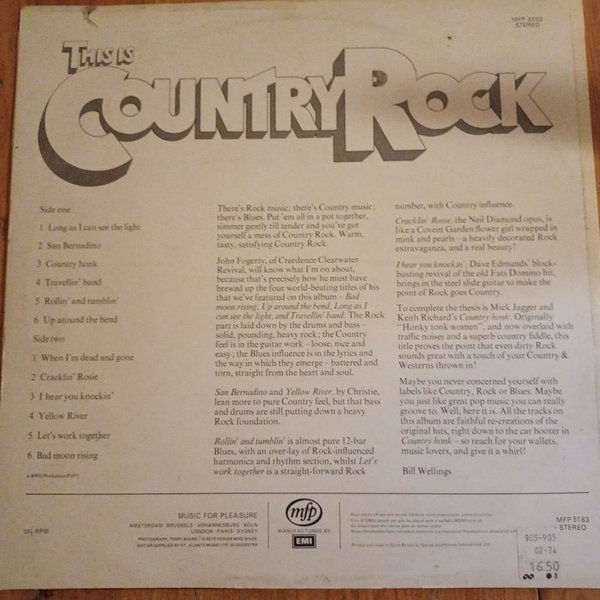 MFP 5183
STEREO
THIS IS
COUNTRY ROCK
Side one
1 Long as I can see the light
2 San Bernadino
3 Country honk
4 Travellin' band
5 Rollin' and tumblin'
6 Up around the bend
Side two
1 When I'm dead and gone
2 Cracklin' Rosie
3 I hear you knockin'
4 Yellow River
5 Let's work together
6 Bad moon rising
A BWD Production
There's Rock music; there's Country music;
there's Blues. Put 'em all in a pot together,
simmer gently till tender and you've got
yourself a mess of Country Rock. Warm,
tasty, satisfying Country Rock.
John Fogerty, of Creedence Clearwater
Revival, will know what I'm on about,
because that's precisely how he must have
brewed up the four world-beating titles of his
that we've featured on this album – Bad
moon rising, Up around the bend, Long as I
can see the light, and Travellin' band. The Rock
part is laid down by the drums and bass –
solid, pounding, heavy rock; the Country
feel is in the guitar work – loose, nice and
easy; the Blues influence is in the lyrics and
the way in which they emerge – battered and
torn, straight from the heart and soul.
San Bernadino and Yellow River, by Christie,
lean more to pure Country feel, but that bass
and drums are still putting down a heavy
Rock foundation.
Rollin' and tumblin' is almost pure 12-bar
Blues, with an over-lay of Rock-influenced
harmonica and rhythm section, whilst Let's
work together is a straight-forward Rock
number, with Country influence.
Cracklin' Rosie, the Neil Diamond opus, is
like a Covent Garden flower girl wrapped in
mink and pearls – a heavily decorated Rock
extravaganza, and a real beauty!
I hear you knockin', Dave Edmunds' block-
busting revival of the old Fats Domino hit,
brings in the steel slide guitar to make the
point of Rock goes Country.
To complete the thesis is Mick Jagger and
Keith Richard's Country honk. Originally
"Honky tonk women", and now overlaid with
traffic noises and a superb country fiddle, this
title proves the point that even dirty Rock
sounds great with a touch of your Country &
Westerns thrown in!
Maybe you never concerned yourself with
labels like Country, Rock or Blues. Maybe
you just like great pop music you can really
groove to. Well, here it is. All the tracks on
this album are faithful re-creations of the
original hits, right down to the car hooter in
Country honk – so reach for your wallets,
music lovers, and give it a whirl!
Bill Wellings
33⅓ RPM
MUSIC FOR PLEASURE
AMSTERDAM·BRUSSELS·JOHANNESBURG·KÖLN
LONDON·PARIS·SYDNEY
mfp
MANUFACTURED BY
EMI
MFP 5183
STEREO
905-905
02-74
16.50